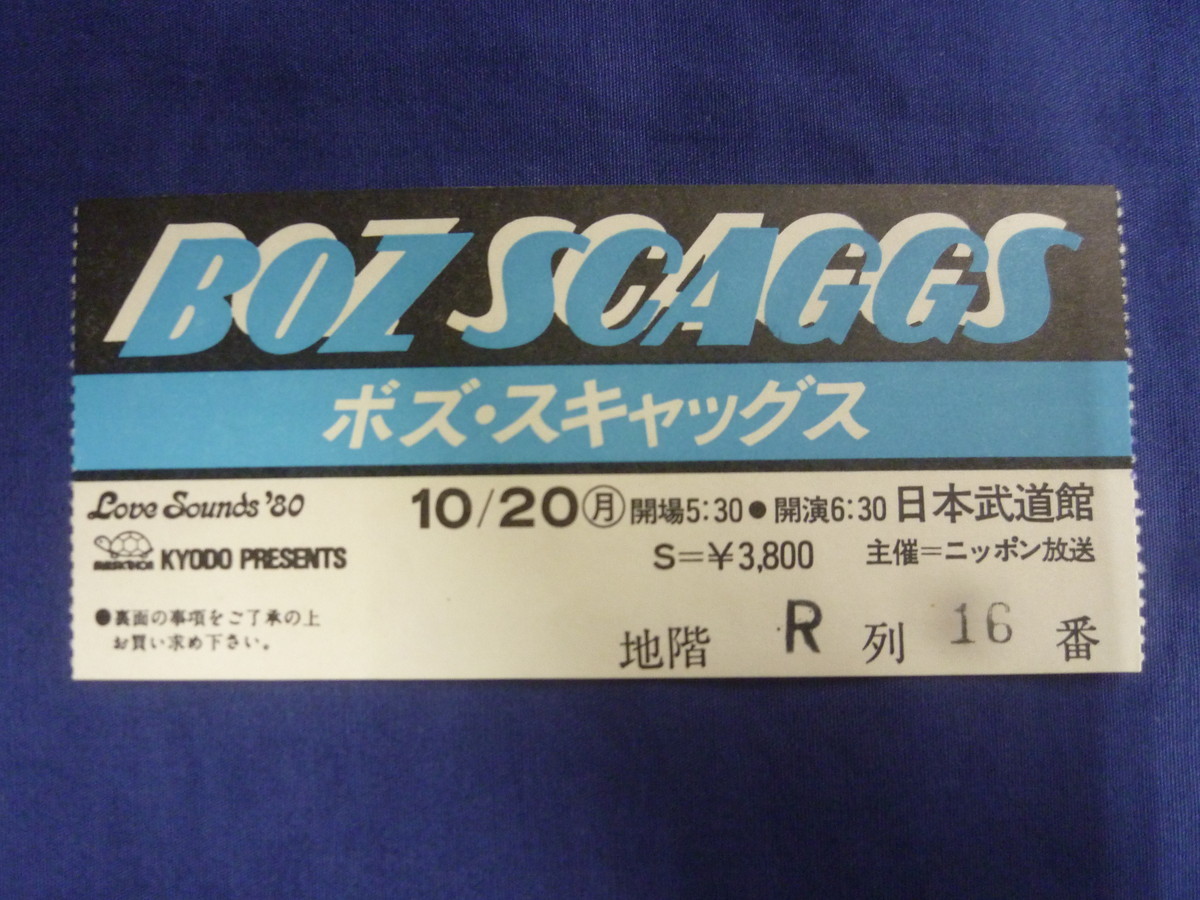 BOZ SCAGGS
ボズ・スキャッグス
Love Sounds '80
10/20㊊ 開場5:30●開演6:30 日本武道館
KYODO PRESENTS
S=¥3,800 主催=ニッポン放送
●裏面の事項をご了承の上
お買い求め下さい。
地階 R 列 16 番